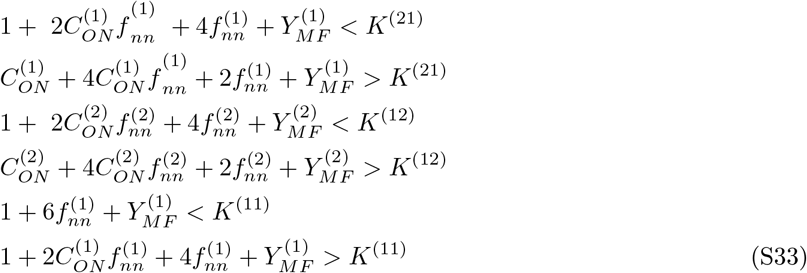 $1 + \ 2C_{ON}^{(1)} f_{nn}^{(1)} + 4f_{nn}^{(1)} + Y_{MF}^{(1)} < K^{(21)}$
$C_{ON}^{(1)} + 4C_{ON}^{(1)} f_{nn}^{(1)} + 2f_{nn}^{(1)} + Y_{MF}^{(1)} > K^{(21)}$
$1 + \ 2C_{ON}^{(2)} f_{nn}^{(2)} + 4f_{nn}^{(2)} + Y_{MF}^{(2)} < K^{(12)}$
$C_{ON}^{(2)} + 4C_{ON}^{(2)} f_{nn}^{(2)} + 2f_{nn}^{(2)} + Y_{MF}^{(2)} > K^{(12)}$
$1 + 6f_{nn}^{(1)} + Y_{MF}^{(1)} < K^{(11)}$
$1 + 2C_{ON}^{(1)} f_{nn}^{(1)} + 4f_{nn}^{(1)} + Y_{MF}^{(1)} > K^{(11)}$ (S33)